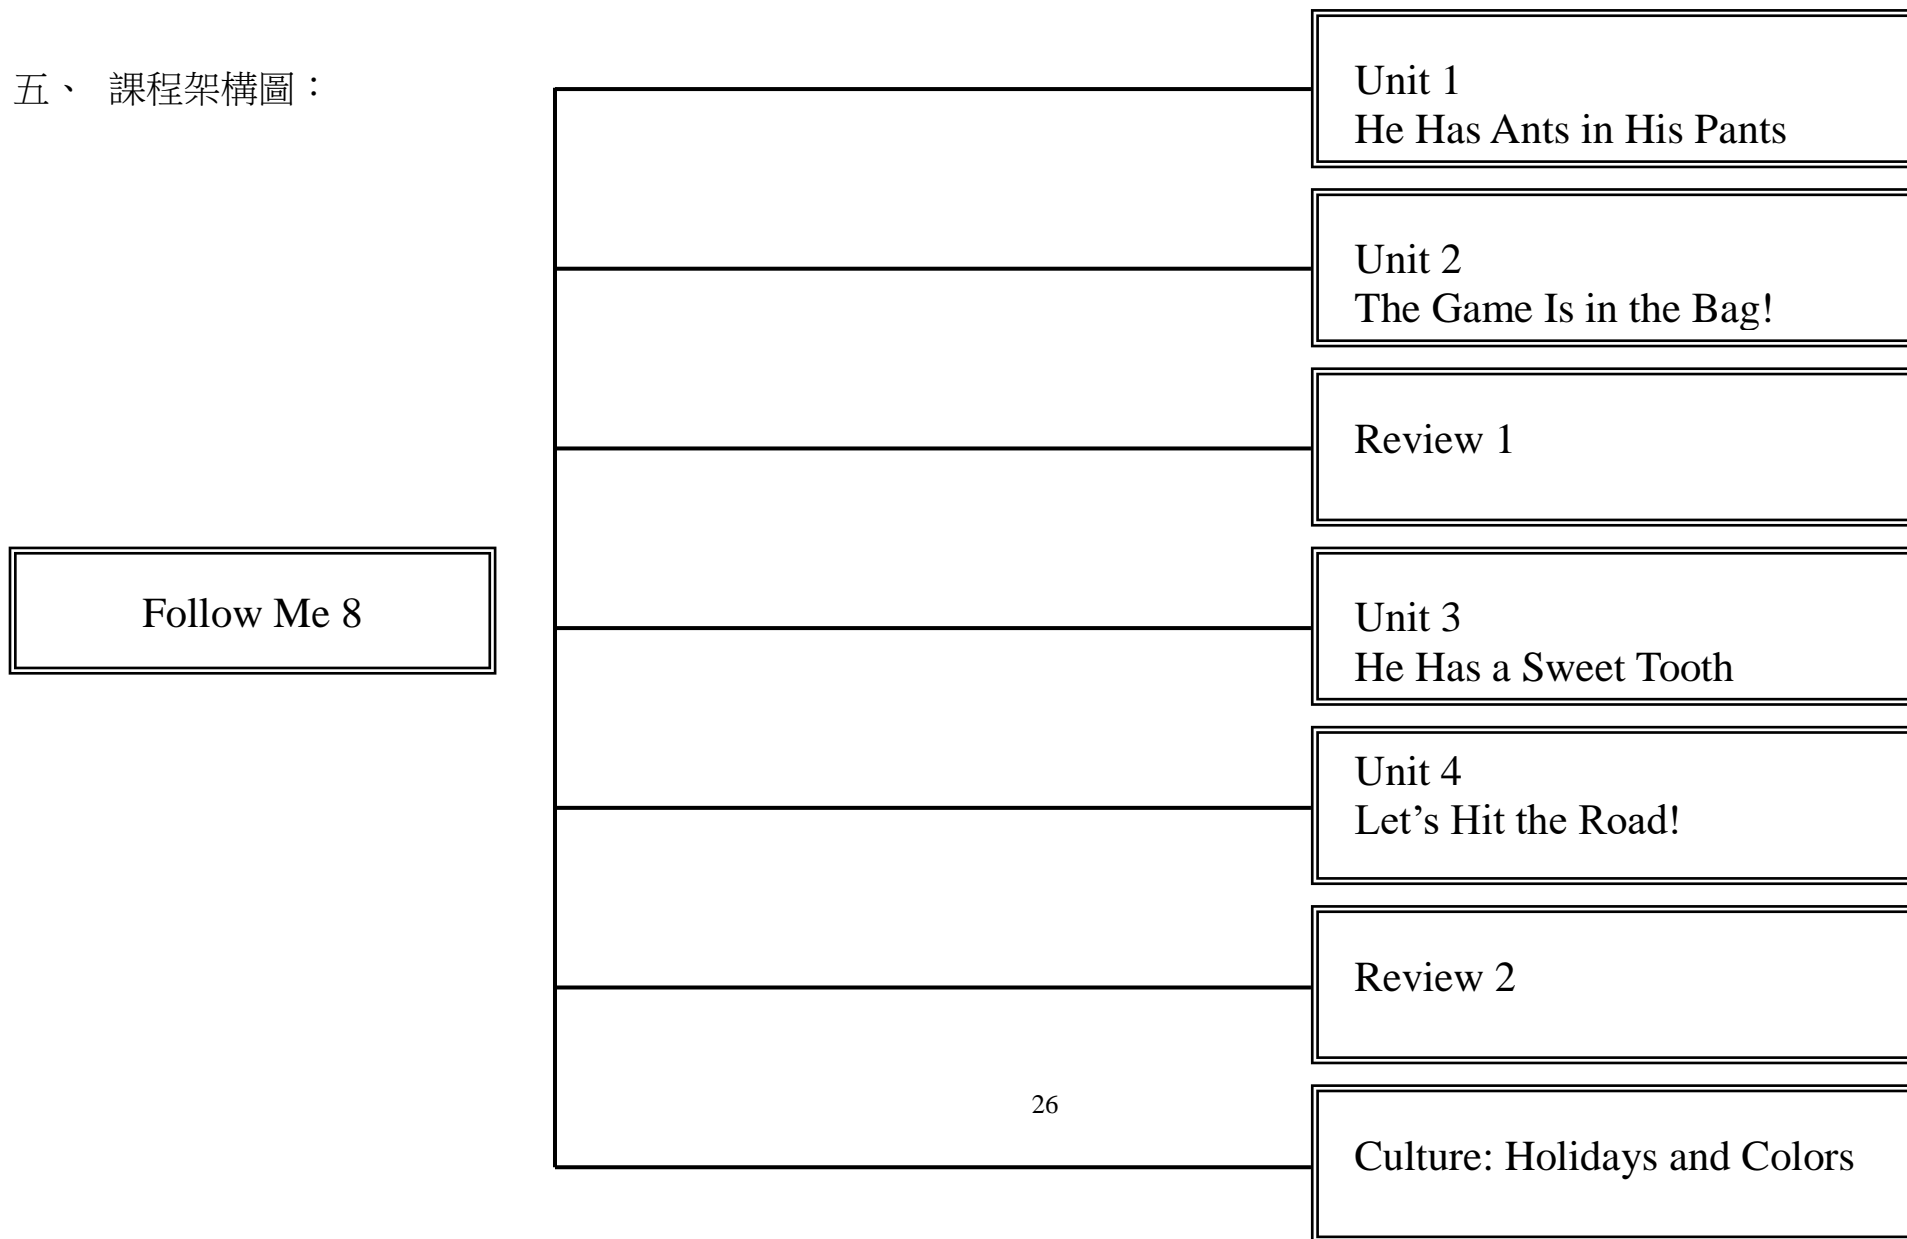 五、 課程架構圖：
Unit 1
He Has Ants in His Pants
Unit 2
The Game Is in the Bag!
Review 1
Follow Me 8
Unit 3
He Has a Sweet Tooth
Unit 4
Let’s Hit the Road!
Review 2
26
Culture: Holidays and Colors